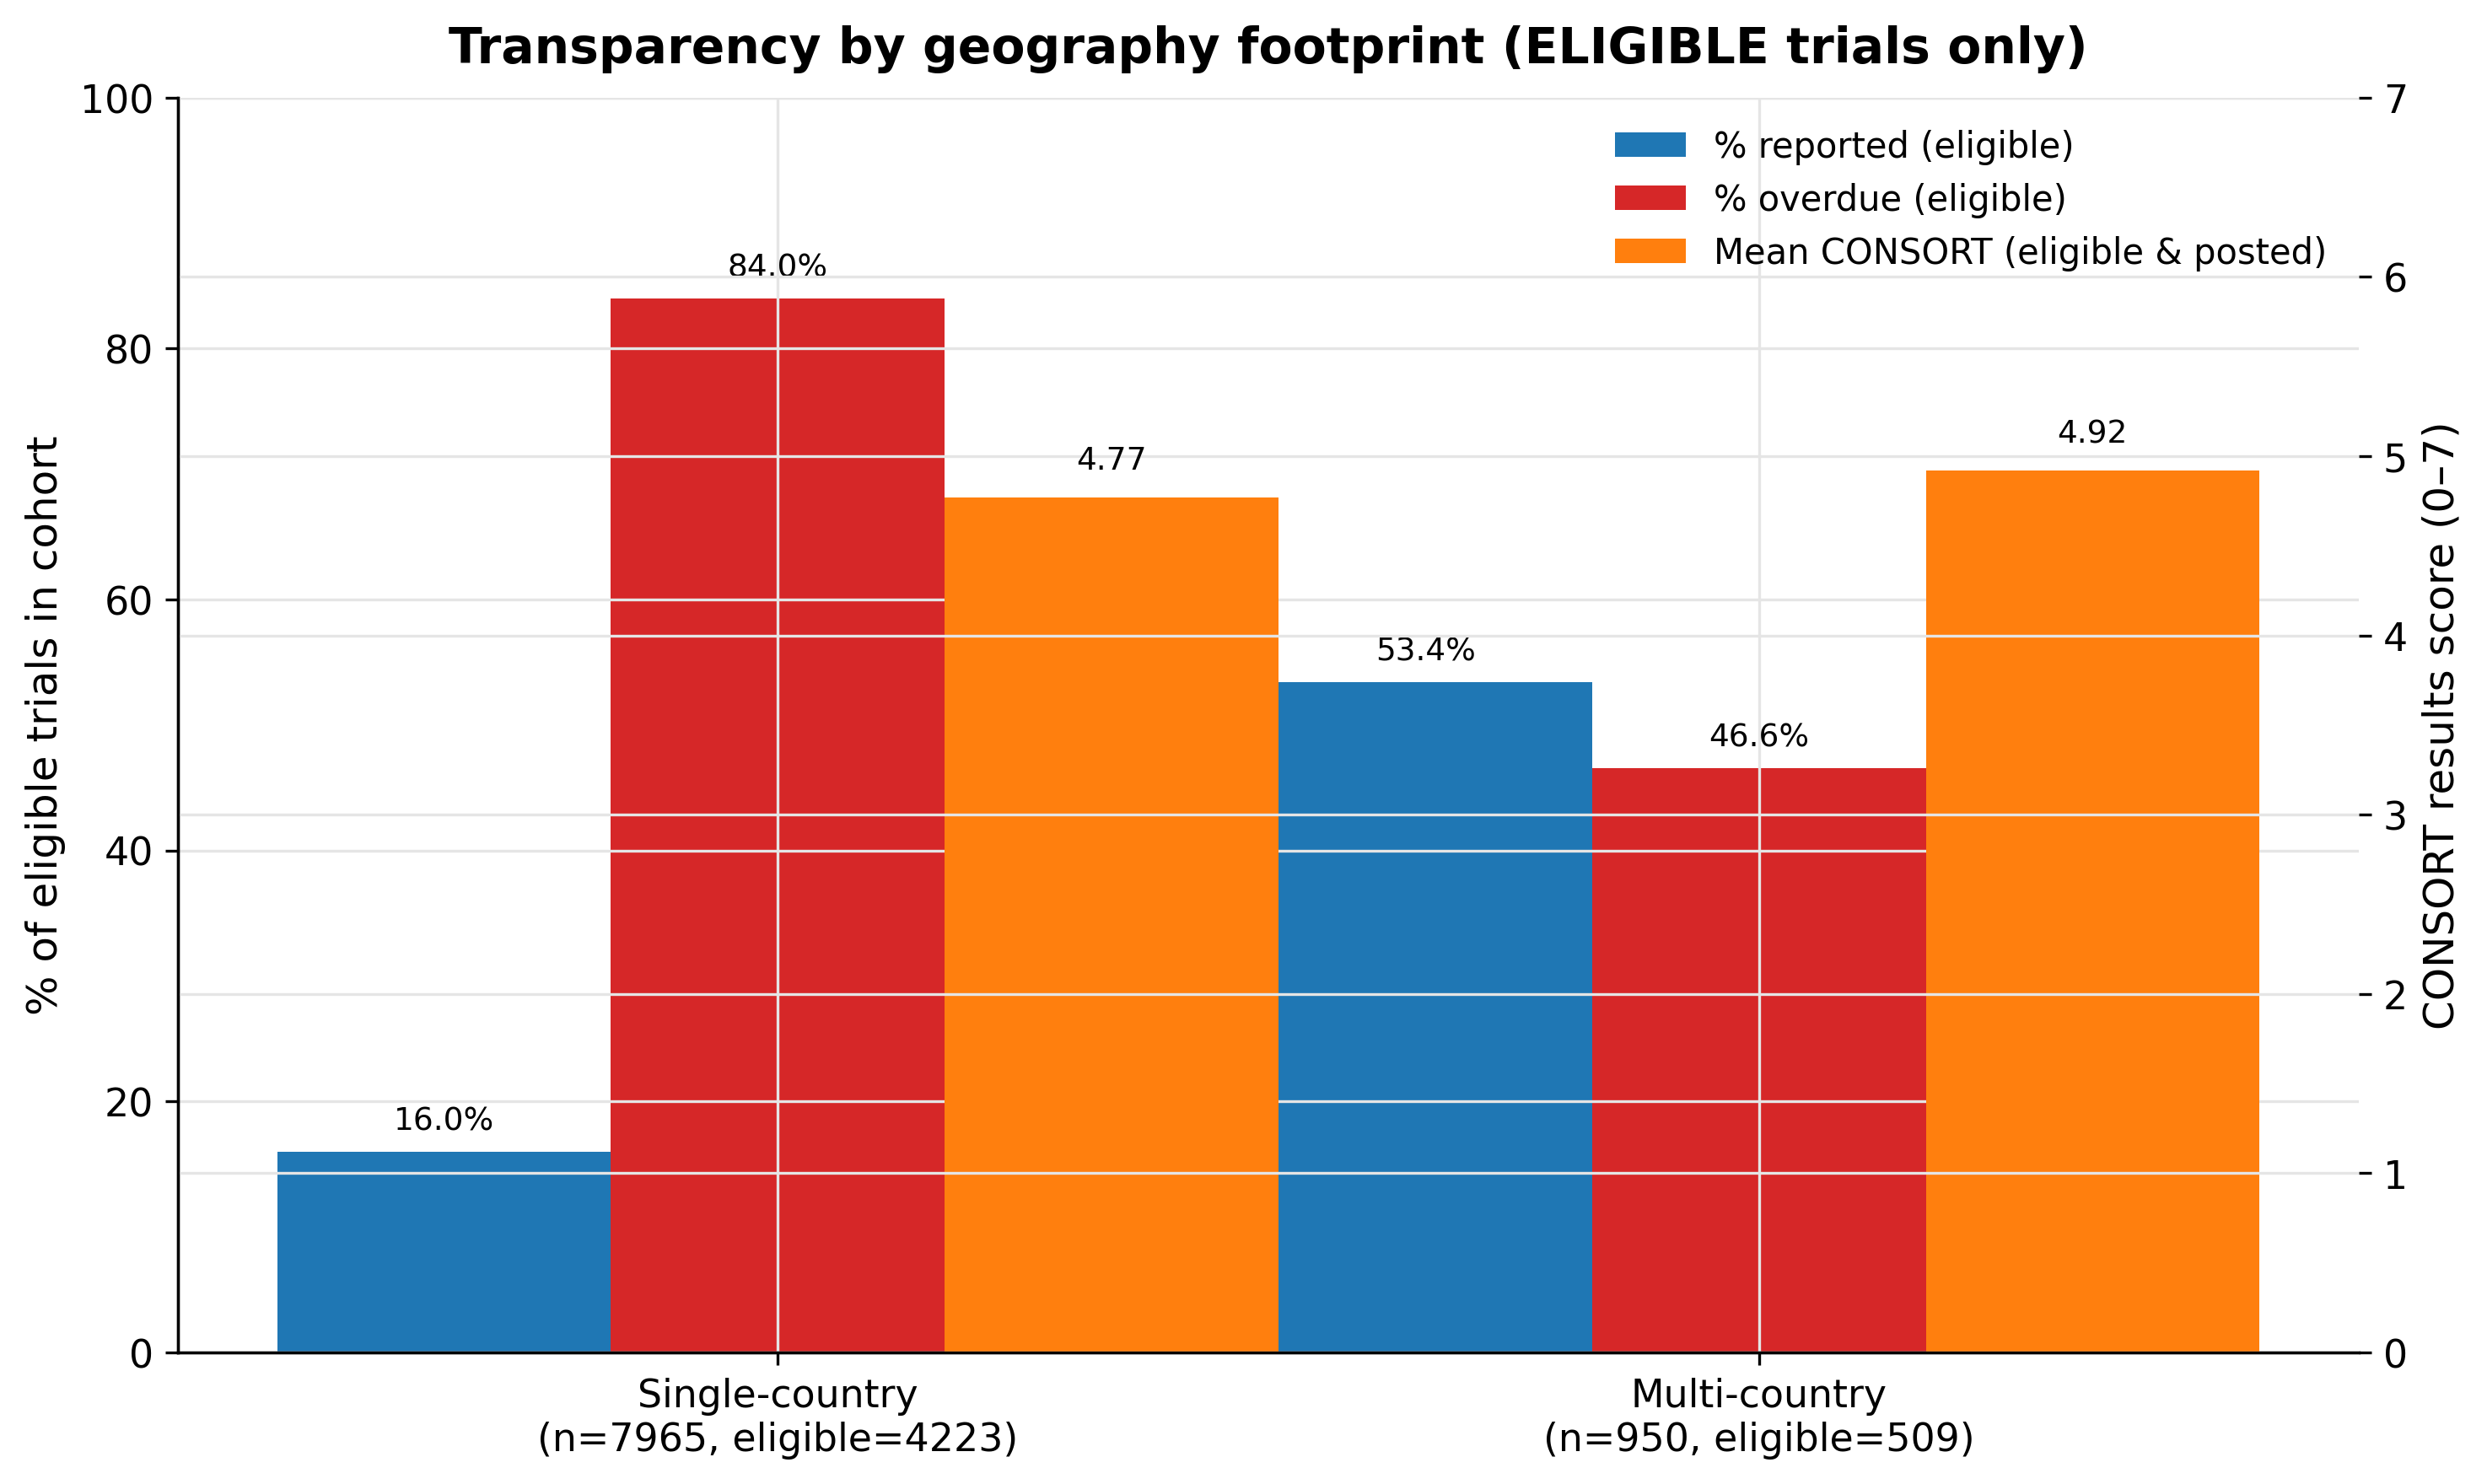 Transparency by geography footprint (ELIGIBLE trials only)
% reported (eligible)
% overdue (eligible)
Mean CONSORT (eligible & posted)
% of eligible trials in cohort
100
80
60
40
20
0
16.0%
84.0%
4.77
53.4%
46.6%
4.92
7
6
5
4
3
2
1
0
CONSORT results score (0–7)
Single-country
(n=7965, eligible=4223)
Multi-country
(n=950, eligible=509)